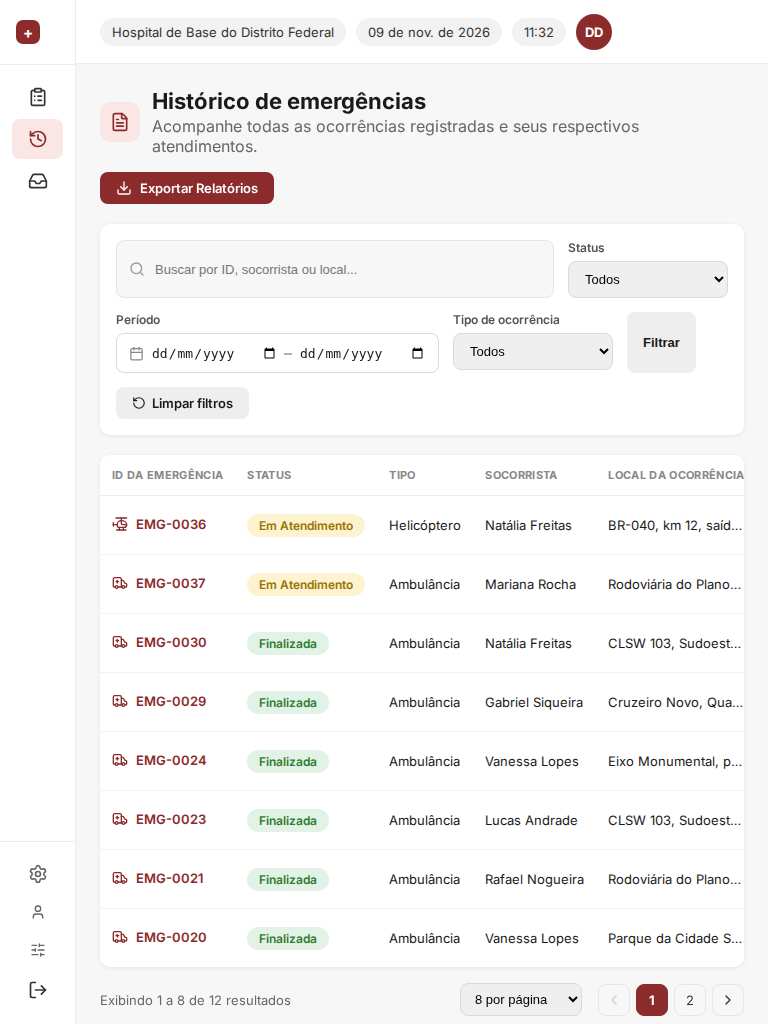 Hospital de Base do Distrito Federal
09 de nov. de 2026
11:32
DD
Histórico de emergências
Acompanhe todas as ocorrências registradas e seus respectivos
atendimentos.
Exportar Relatórios
Buscar por ID, socorrista ou local...
Status
Todos
Período
dd/mm/yyyy – dd/mm/yyyy
Tipo de ocorrência
Todos
Filtrar
Limpar filtros
ID DA EMERGÊNCIA STATUS TIPO SOCORRISTA LOCAL DA OCORRÊNCIA
EMG-0036 Em Atendimento Helicóptero Natália Freitas BR-040, km 12, saíd...
EMG-0037 Em Atendimento Ambulância Mariana Rocha Rodoviária do Plano...
EMG-0030 Finalizada Ambulância Natália Freitas CLSW 103, Sudoest...
EMG-0029 Finalizada Ambulância Gabriel Siqueira Cruzeiro Novo, Qua...
EMG-0024 Finalizada Ambulância Vanessa Lopes Eixo Monumental, p...
EMG-0023 Finalizada Ambulância Lucas Andrade CLSW 103, Sudoest...
EMG-0021 Finalizada Ambulância Rafael Nogueira Rodoviária do Plano...
EMG-0020 Finalizada Ambulância Vanessa Lopes Parque da Cidade S...
Exibindo 1 a 8 de 12 resultados
8 por página
1
2